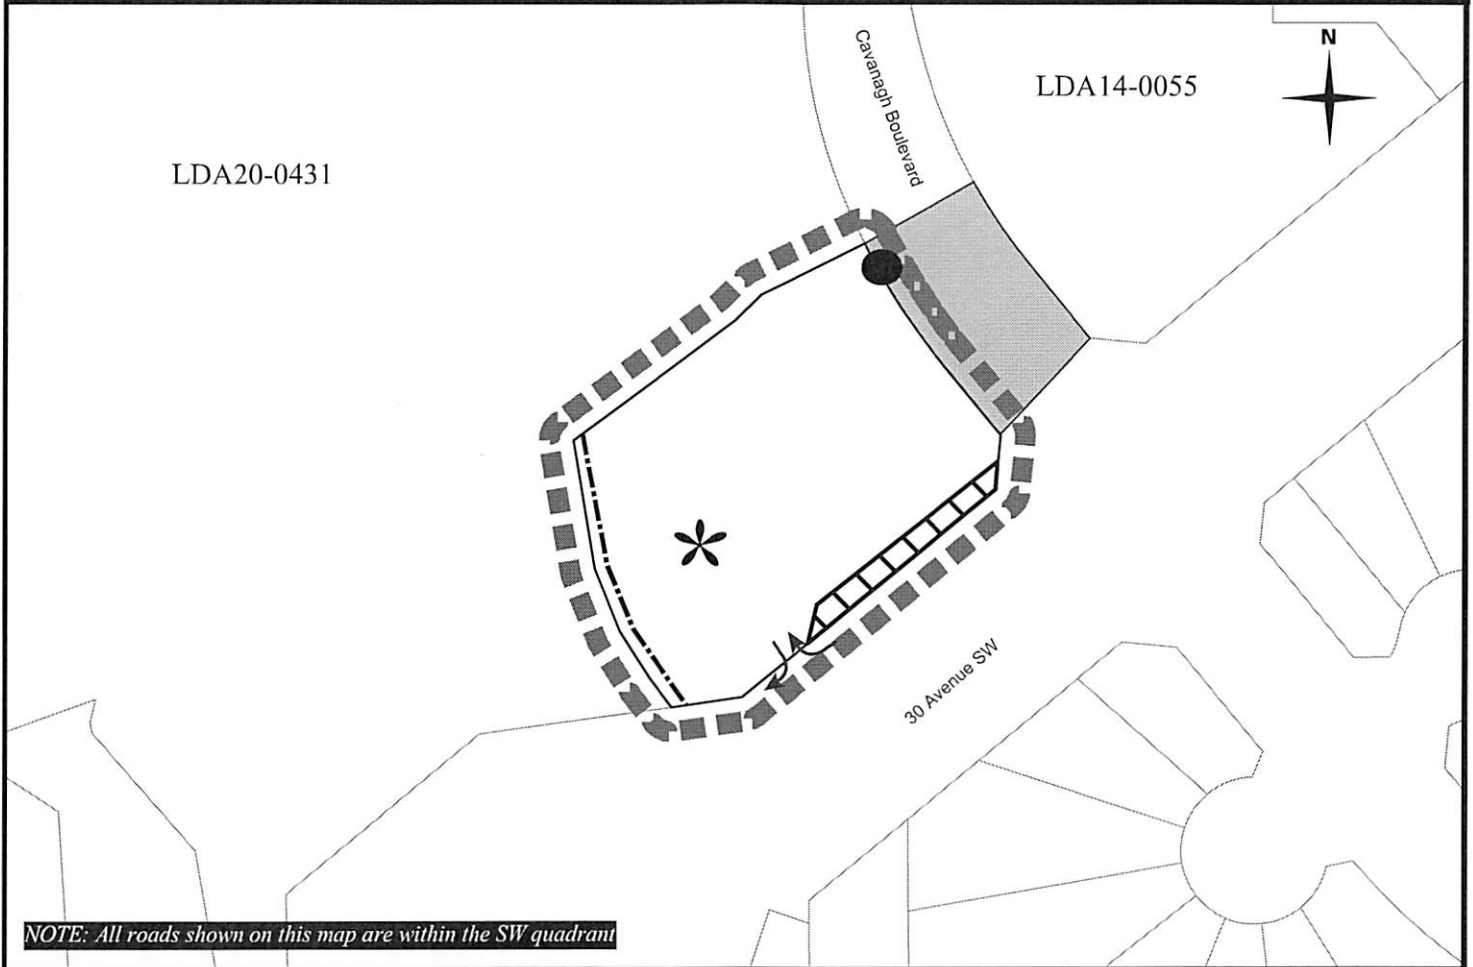 N
Cavanagh Boulevard
LDA14-0055
LDA20-0431
30 Avenue SW
NOTE: All roads shown on this map are within the SW quadrant